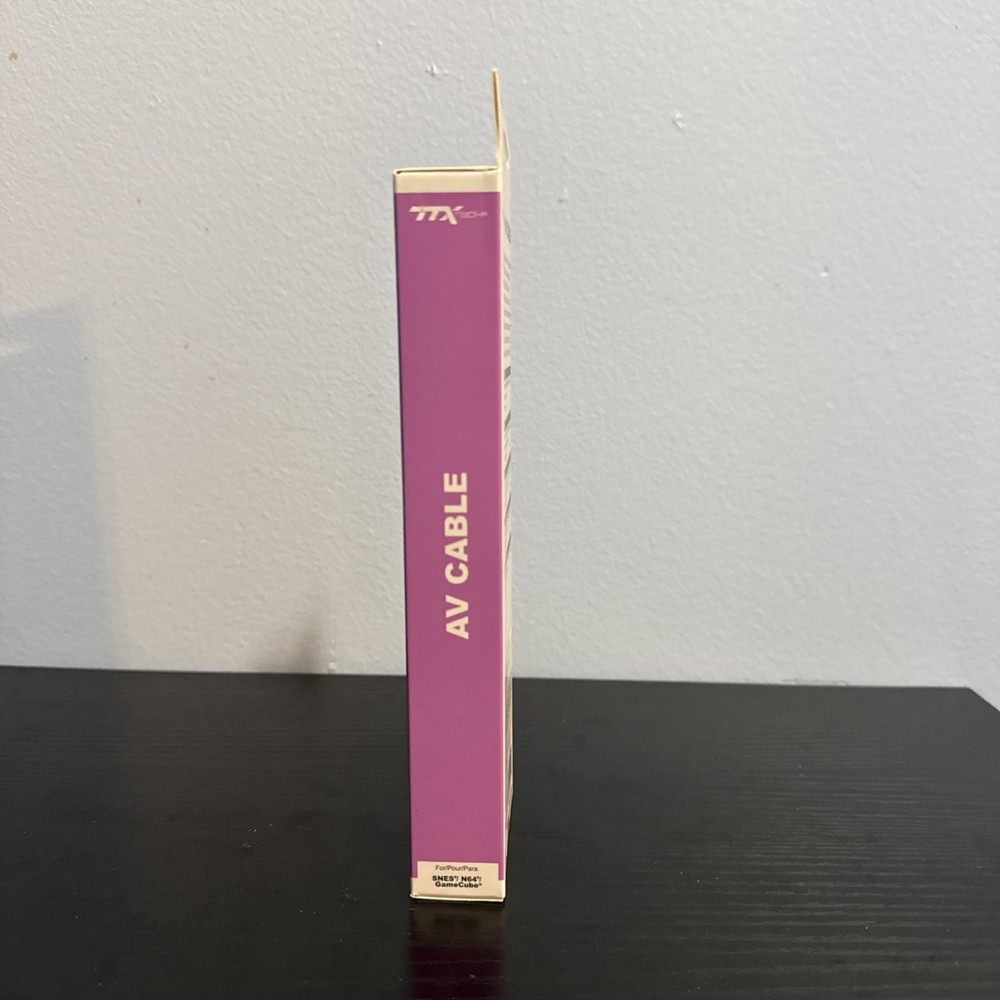 TTX TECH
AV CABLE
For/Pour/Para
SNES®/ N64®/
GameCube®